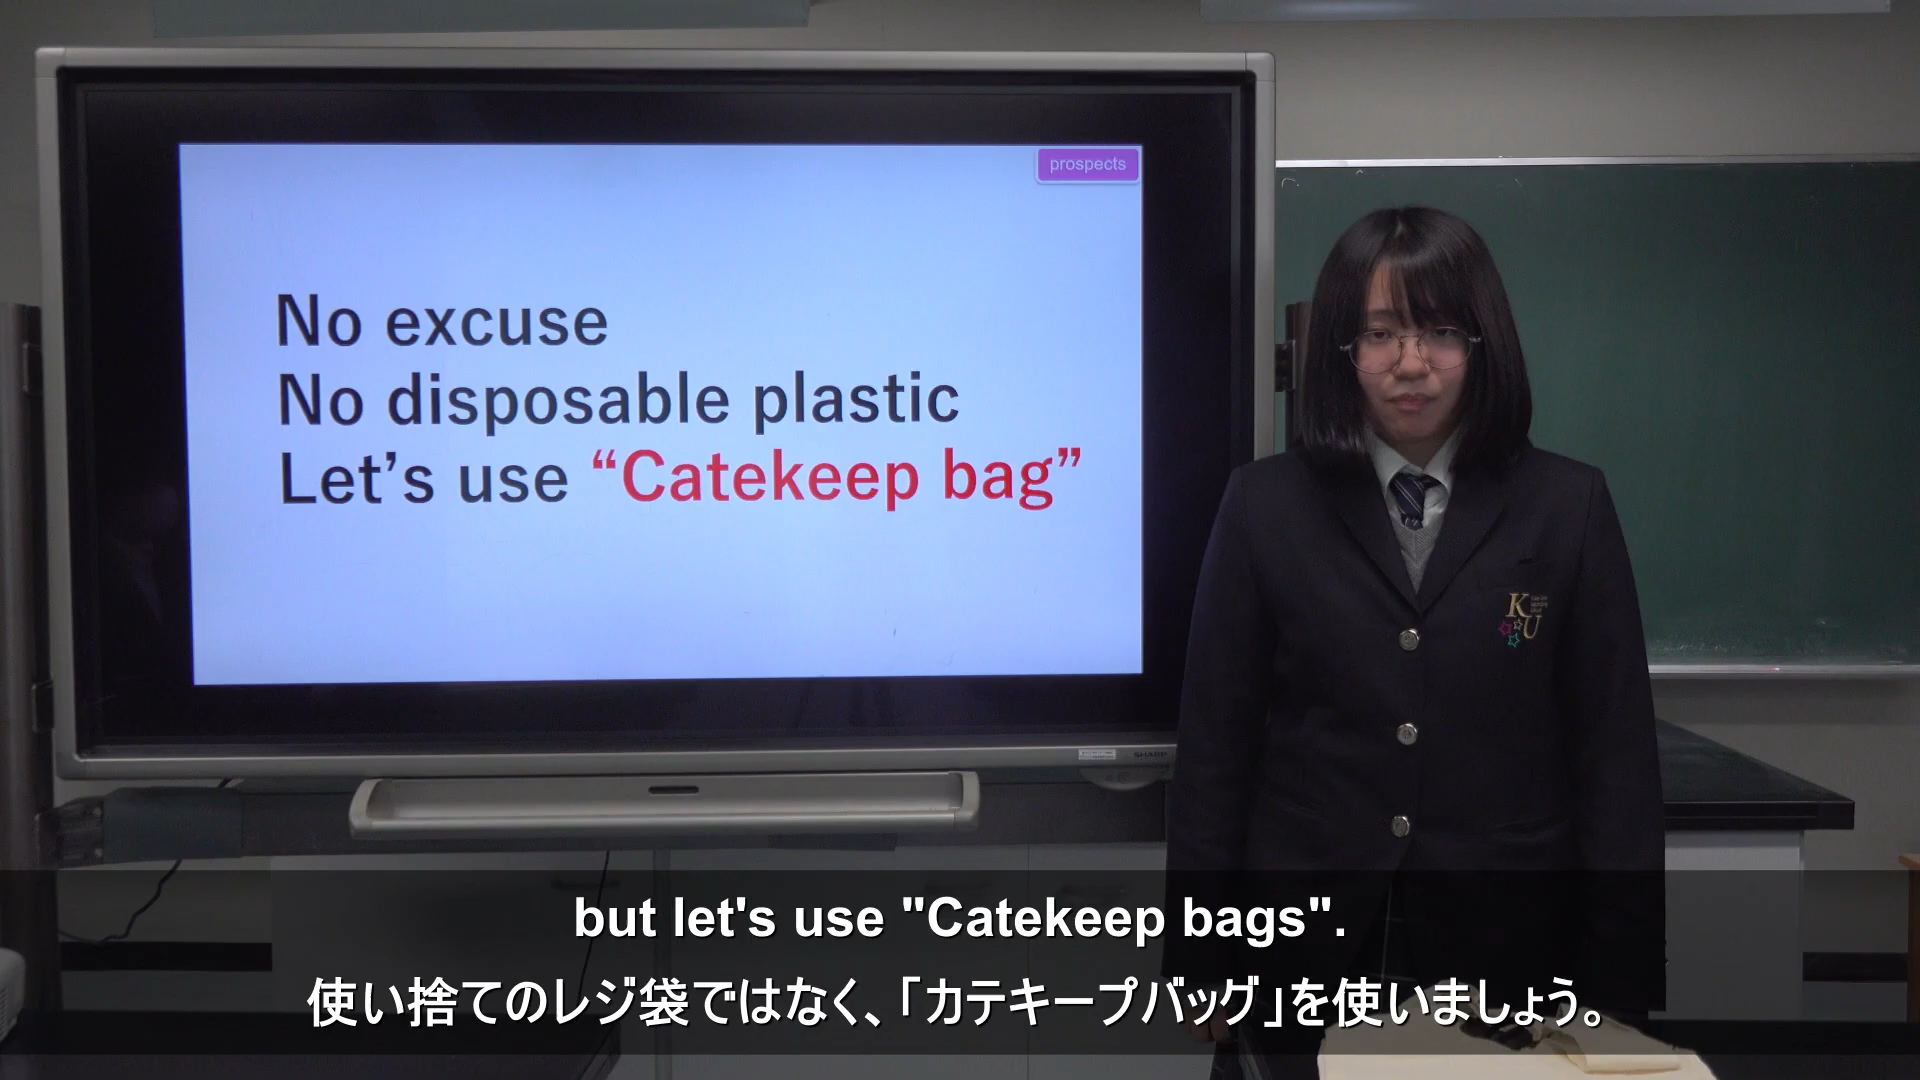 prospects
No excuse
No disposable plastic
Let's use “Catekeep bag”
KU
SHARP
but let's use "Catekeep bags".
使い捨てのレジ袋ではなく、「カテキープバッグ」を使いましょう。